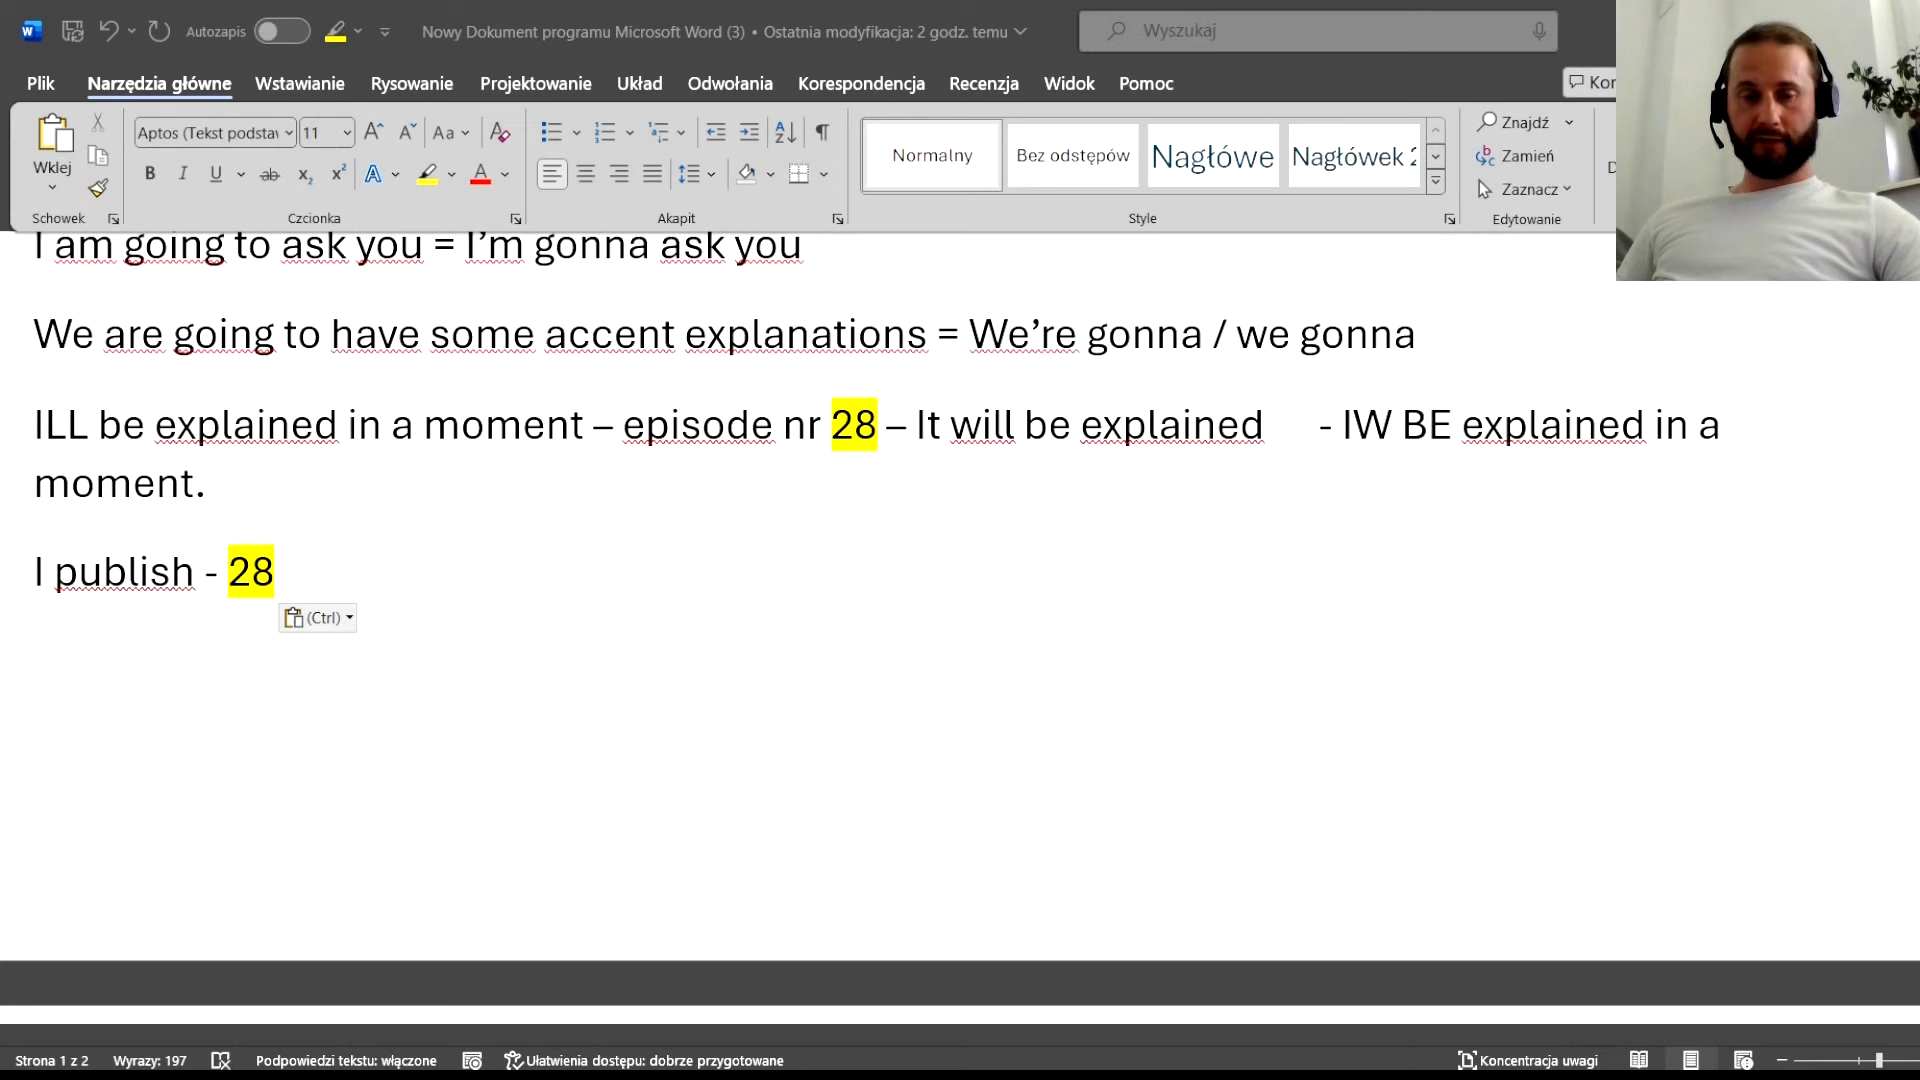 Autozapis
Nowy Dokument programu Microsoft Word (3) • Ostatnia modyfikacja: 2 godz. temu
Wyszukaj
Plik Narzędzia główne Wstawianie Rysowanie Projektowanie Układ Odwołania Korespondencja Recenzja Widok Pomoc
Wklej
Schowek
Aptos (Tekst podstaw 11
Czcionka
Akapit
Normalny Bez odstępów Nagłówe Nagłówek 2
Style
Znajdź
Zamień
Zaznacz
Edytowanie
I am going to ask you = I'm gonna ask you
We are going to have some accent explanations = We're gonna / we gonna
ILL be explained in a moment – episode nr 28 – It will be explained - IW BE explained in a
moment.
I publish - 28
(Ctrl)
Strona 1 z 2 Wyrazy: 197 Podpowiedzi tekstu: włączone Ułatwienia dostępu: dobrze przygotowane Koncentracja uwagi